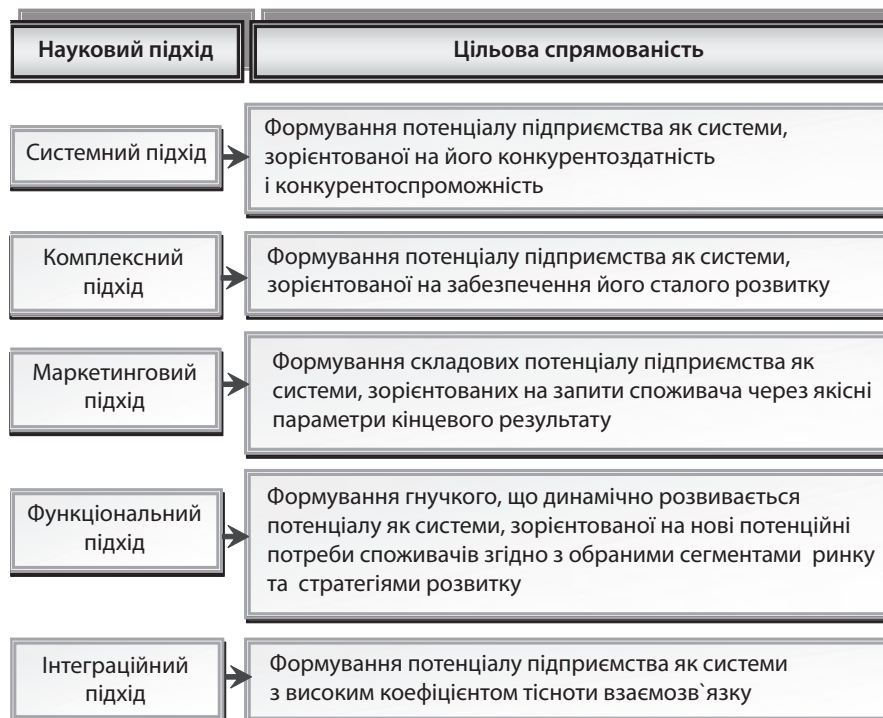 Науковий підхід
Цільова спрямованість
Системний підхід
Формування потенціалу підприємства як системи,
зорієнтованої на його конкурентоздатність
і конкурентоспроможність
Комплексний
підхід
Формування потенціалу підприємства як системи,
зорієнтованої на забезпечення його сталого розвитку
Маркетинговий
підхід
Формування складових потенціалу підприємства як
системи, зорієнтованих на запити споживача через якісні
параметри кінцевого результату
Функціональний
підхід
Формування гнучкого, що динамічно розвивається
потенціалу як системи, зорієнтованої на нові потенційні
потреби споживачів згідно з обраними сегментами ринку
та стратегіями розвитку
Інтеграційний
підхід
Формування потенціалу підприємства як системи
з високим коефіцієнтом тісноти взаємозв`язку